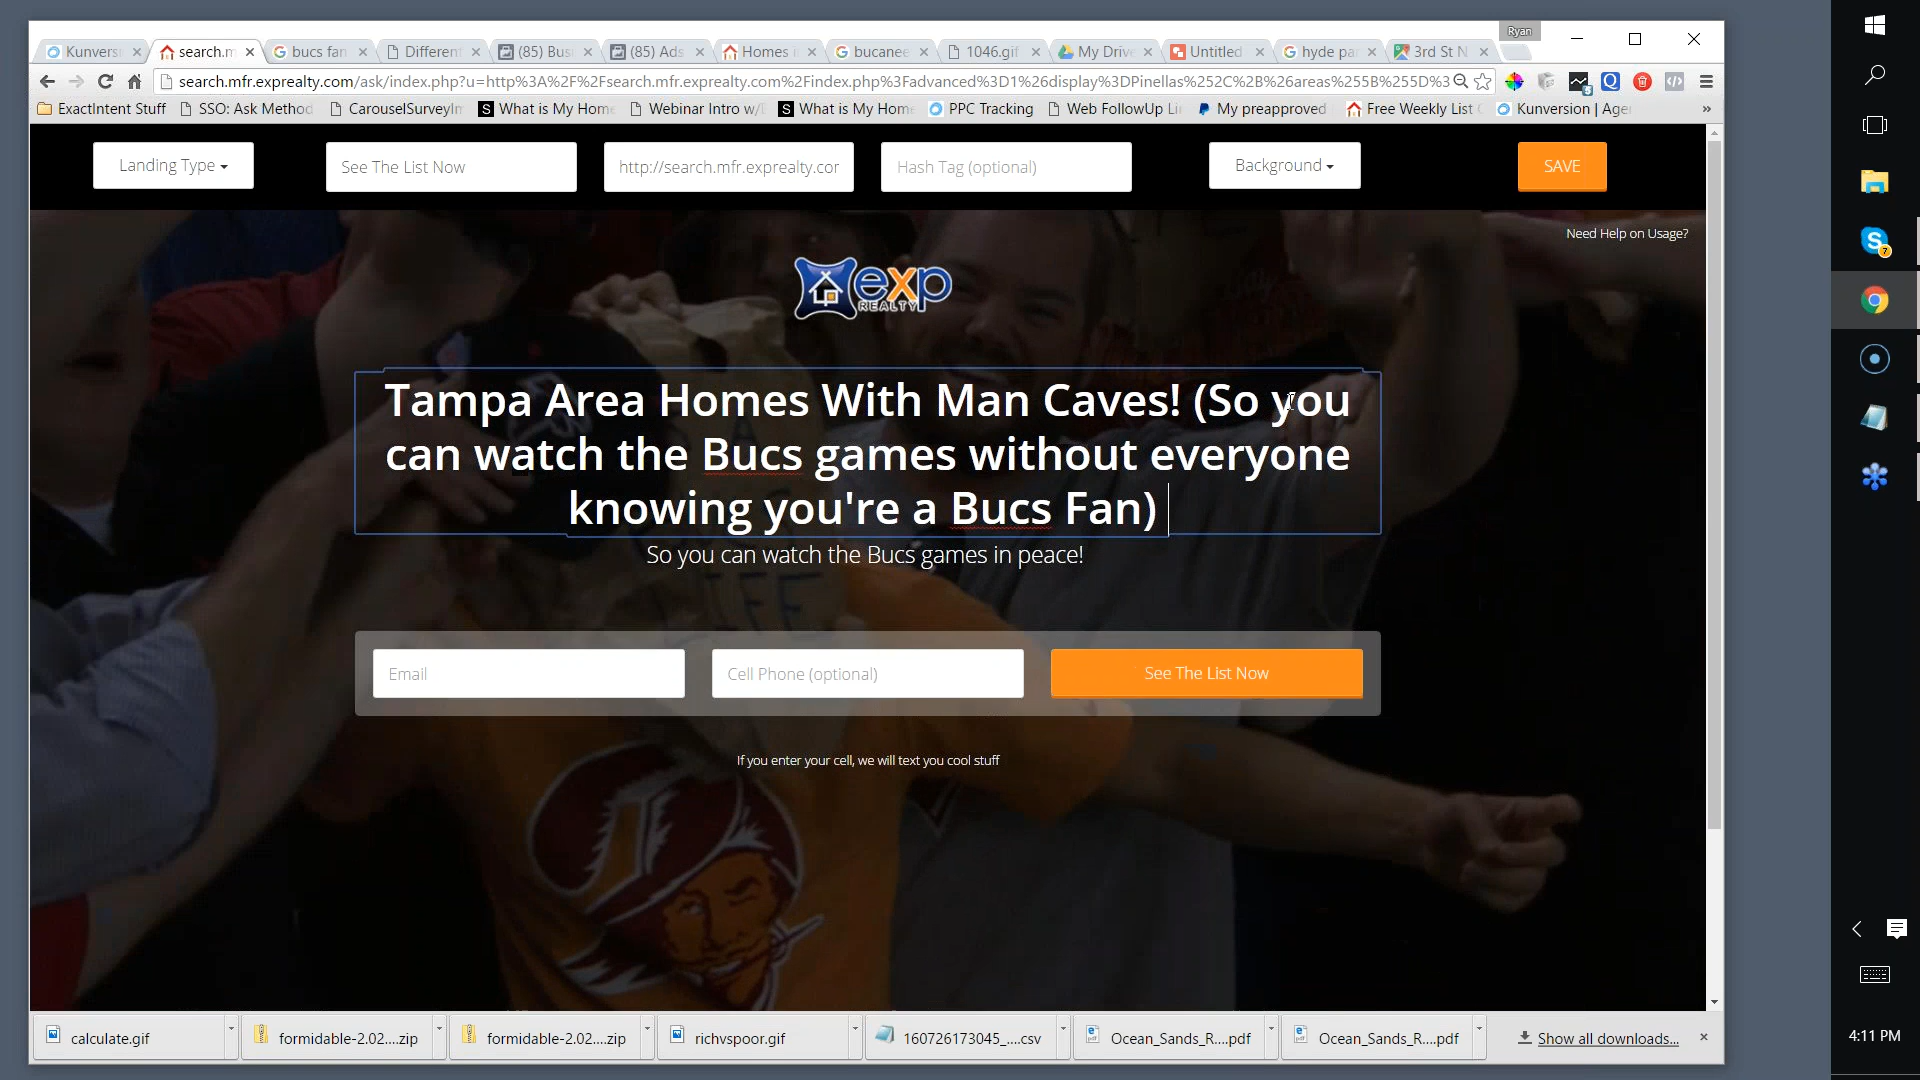 Ryan
Kunvers
search.m
bucs fan
Different
(85) Bus
(85) Ads
Homes i
bucanee
1046.gif
My Drive
Untitled
hyde pa
3rd St N
search.mfr.exprealty.com/ask/index.php?u=http%3A%2F%2Fsearch.mfr.exprealty.com%2Findex.php%3Fadvanced%3D1%26display%3DPinellas%252C%2B%26areas%255B%255D%3
ExactIntent Stuff
SSO: Ask Method
CarouselSurveyIm
What is My Home
Webinar Intro w/
What is My Home
PPC Tracking
Web FollowUp Li
My preapproved
Free Weekly List
Kunversion | Age
Landing Type
See The List Now
http://search.mfr.exprealty.cor
Hash Tag (optional)
Background
SAVE
Need Help on Usage?
exp
REALTY
Tampa Area Homes With Man Caves! (So you
can watch the Bucs games without everyone
knowing you're a Bucs Fan)
So you can watch the Bucs games in peace!
Email
Cell Phone (optional)
See The List Now
If you enter your cell, we will text you cool stuff
calculate.gif
formidable-2.02....zip
formidable-2.02....zip
richvspoor.gif
160726173045_....csv
Ocean_Sands_R....pdf
Ocean_Sands_R....pdf
Show all downloads...
7
4:11 PM